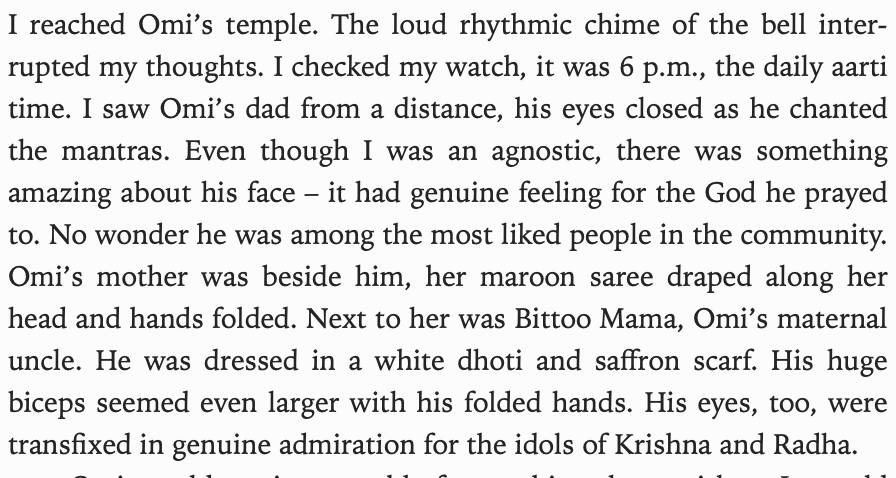 I reached Omi’s temple. The loud rhythmic chime of the bell inter-
rupted my thoughts. I checked my watch, it was 6 p.m., the daily aarti
time. I saw Omi’s dad from a distance, his eyes closed as he chanted
the mantras. Even though I was an agnostic, there was something
amazing about his face – it had genuine feeling for the God he prayed
to. No wonder he was among the most liked people in the community.
Omi’s mother was beside him, her maroon saree draped along her
head and hands folded. Next to her was Bittoo Mama, Omi’s maternal
uncle. He was dressed in a white dhoti and saffron scarf. His huge
biceps seemed even larger with his folded hands. His eyes, too, were
transfixed in genuine admiration for the idols of Krishna and Radha.